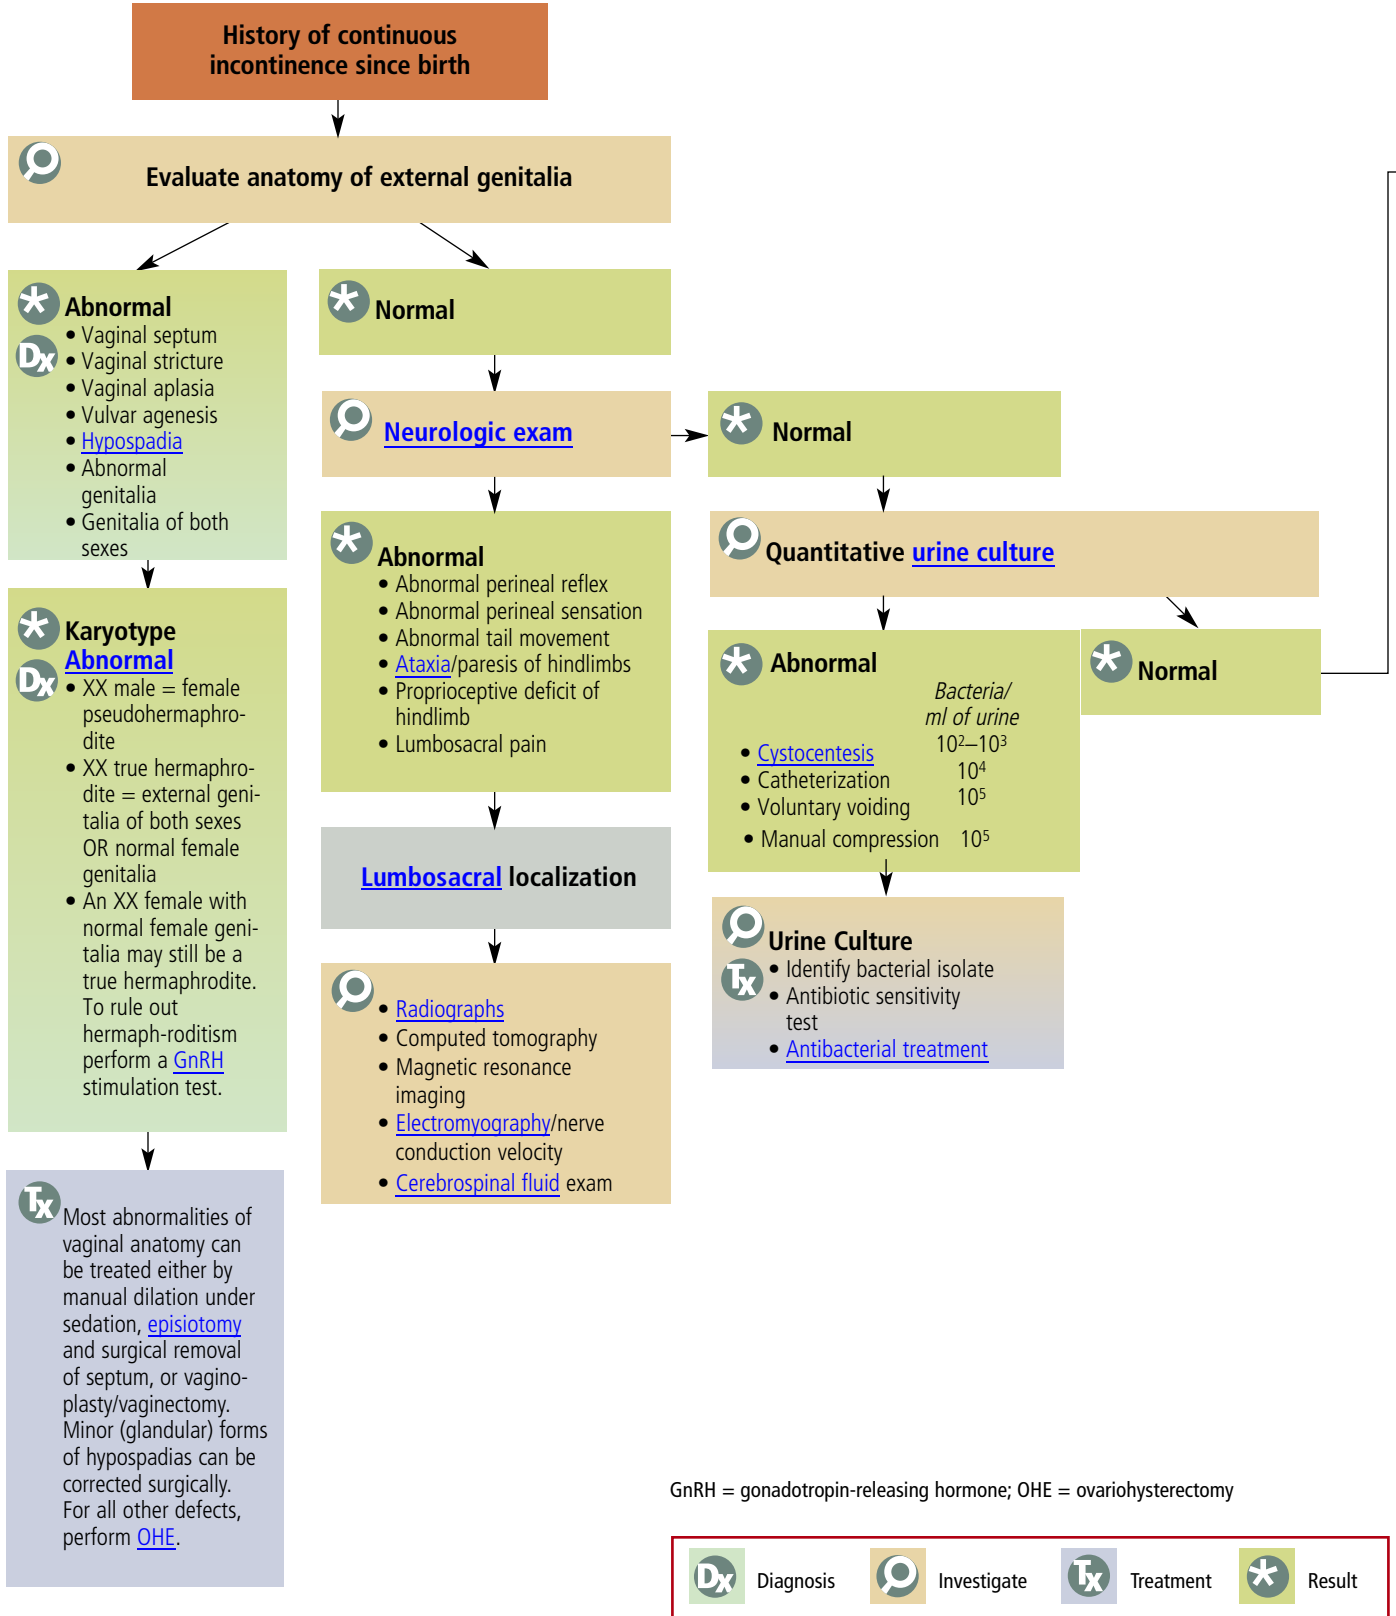 History of continuous
incontinence since birth
Evaluate anatomy of external genitalia
Abnormal
• Vaginal septum
• Vaginal stricture
• Vaginal aplasia
• Vulvar agenesis
• Hypospadia
• Abnormal
genitalia
• Genitalia of both
sexes
Dx
Karyotype
Abnormal
Dx
• XX male = female
pseudohermaphro-
dite
• XX true hermaphro-
dite = external geni-
talia of both sexes
OR normal female
genitalia
• An XX female with
normal female geni-
talia may still be a
true hermaphrodite.
To rule out
hermaph-roditism
perform a GnRH
stimulation test.
Tx
Most abnormalities of
vaginal anatomy can
be treated either by
manual dilation under
sedation, episiotomy
and surgical removal
of septum, or vagino-
plasty/vaginectomy.
Minor (glandular) forms
of hypospadias can be
corrected surgically.
For all other defects,
perform OHE.
Normal
Neurologic exam
Abnormal
• Abnormal perineal reflex
• Abnormal perineal sensation
• Abnormal tail movement
• Ataxia/paresis of hindlimbs
• Proprioceptive deficit of
hindlimb
• Lumbosacral pain
Lumbosacral localization
• Radiographs
• Computed tomography
• Magnetic resonance
imaging
• Electromyography/nerve
conduction velocity
• Cerebrospinal fluid exam
Normal
Quantitative urine culture
Abnormal
Bacteria/
ml of urine
• Cystocentesis 10²–10³
• Catheterization 10⁴
• Voluntary voiding 10⁵
• Manual compression 10⁵
Normal
Urine Culture
Tx
• Identify bacterial isolate
• Antibiotic sensitivity
test
• Antibacterial treatment
GnRH = gonadotropin-releasing hormone; OHE = ovariohysterectomy
Dx Diagnosis Investigate Tx Treatment Result